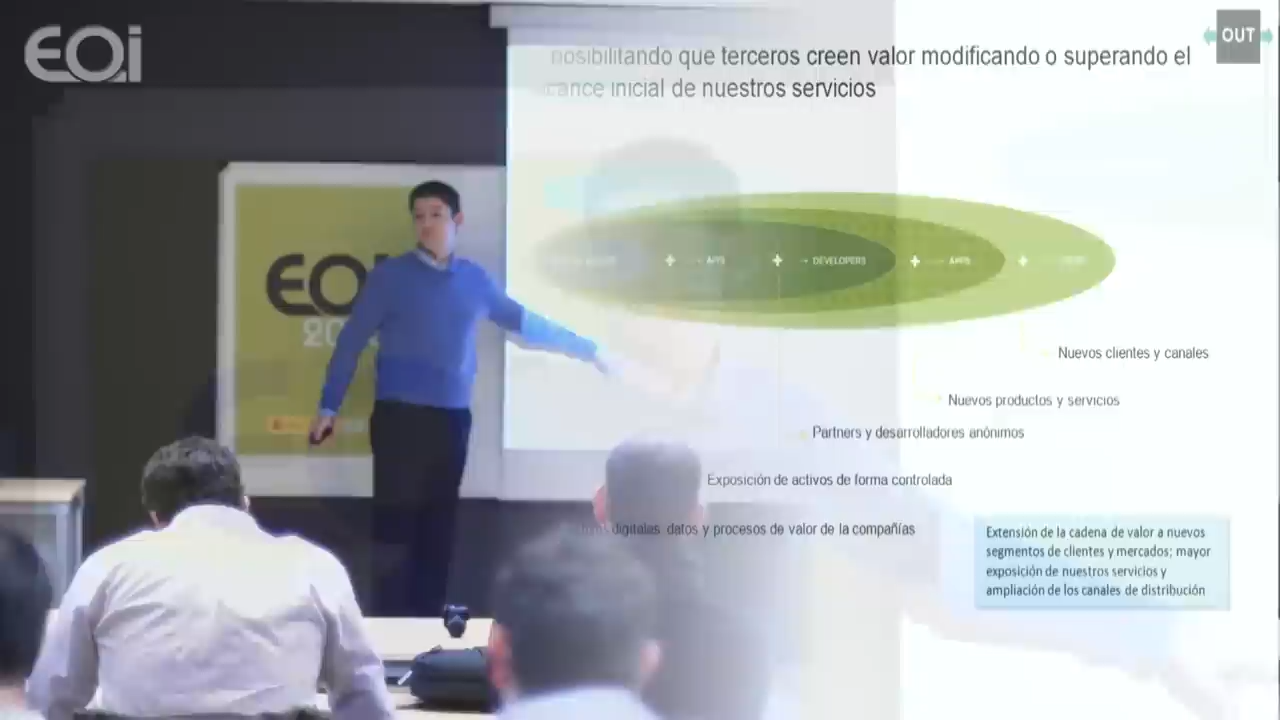 EOi
OUT
posibilitando que terceros creen valor modificando o superando el
cance inicial de nuestros servicios
+ → APIS + → DEVELOPERS + → APPS +
EOI
20
Nuevos clientes y canales
Nuevos productos y servicios
Partners y desarrolladores anónimos
Exposición de activos de forma controlada
digitales, datos y procesos de valor de la compañías
Extensión de la cadena de valor a nuevos
segmentos de clientes y mercados; mayor
exposición de nuestros servicios y
ampliación de los canales de distribución